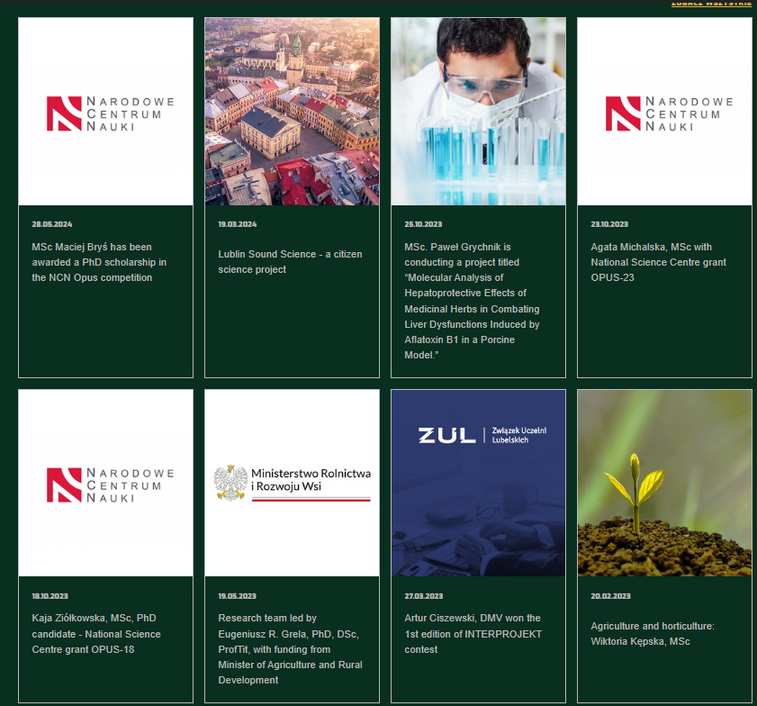 ZOBACZ WSZYSTKIE
NARODOWE
CENTRUM
NAUKI
28.05.2024
MSc Maciej Bryś has been
awarded a PhD scholarship in
the NCN Opus competition
19.03.2024
Lublin Sound Science - a citizen
science project
25.10.2023
MSc. Paweł Grychnik is
conducting a project titled
“Molecular Analysis of
Hepatoprotective Effects of
Medicinal Herbs in Combating
Liver Dysfunctions Induced by
Aflatoxin B1 in a Porcine
Model.”
NARODOWE
CENTRUM
NAUKI
23.10.2023
Agata Michalska, MSc with
National Science Centre grant
OPUS-23
NARODOWE
CENTRUM
NAUKI
18.10.2023
Kaja Ziółkowska, MSc, PhD
candidate - National Science
Centre grant OPUS-18
Ministerstwo Rolnictwa
i Rozwoju Wsi
19.05.2023
Research team led by
Eugeniusz R. Grela, PhD, DSc,
ProfTit, with funding from
Minister of Agriculture and Rural
Development
ZUL
Związek Uczelni
Lubelskich
27.03.2023
Artur Ciszewski, DMV won the
1st edition of INTERPROJEKT
contest
20.02.2023
Agriculture and horticulture:
Wiktoria Kępska, MSc